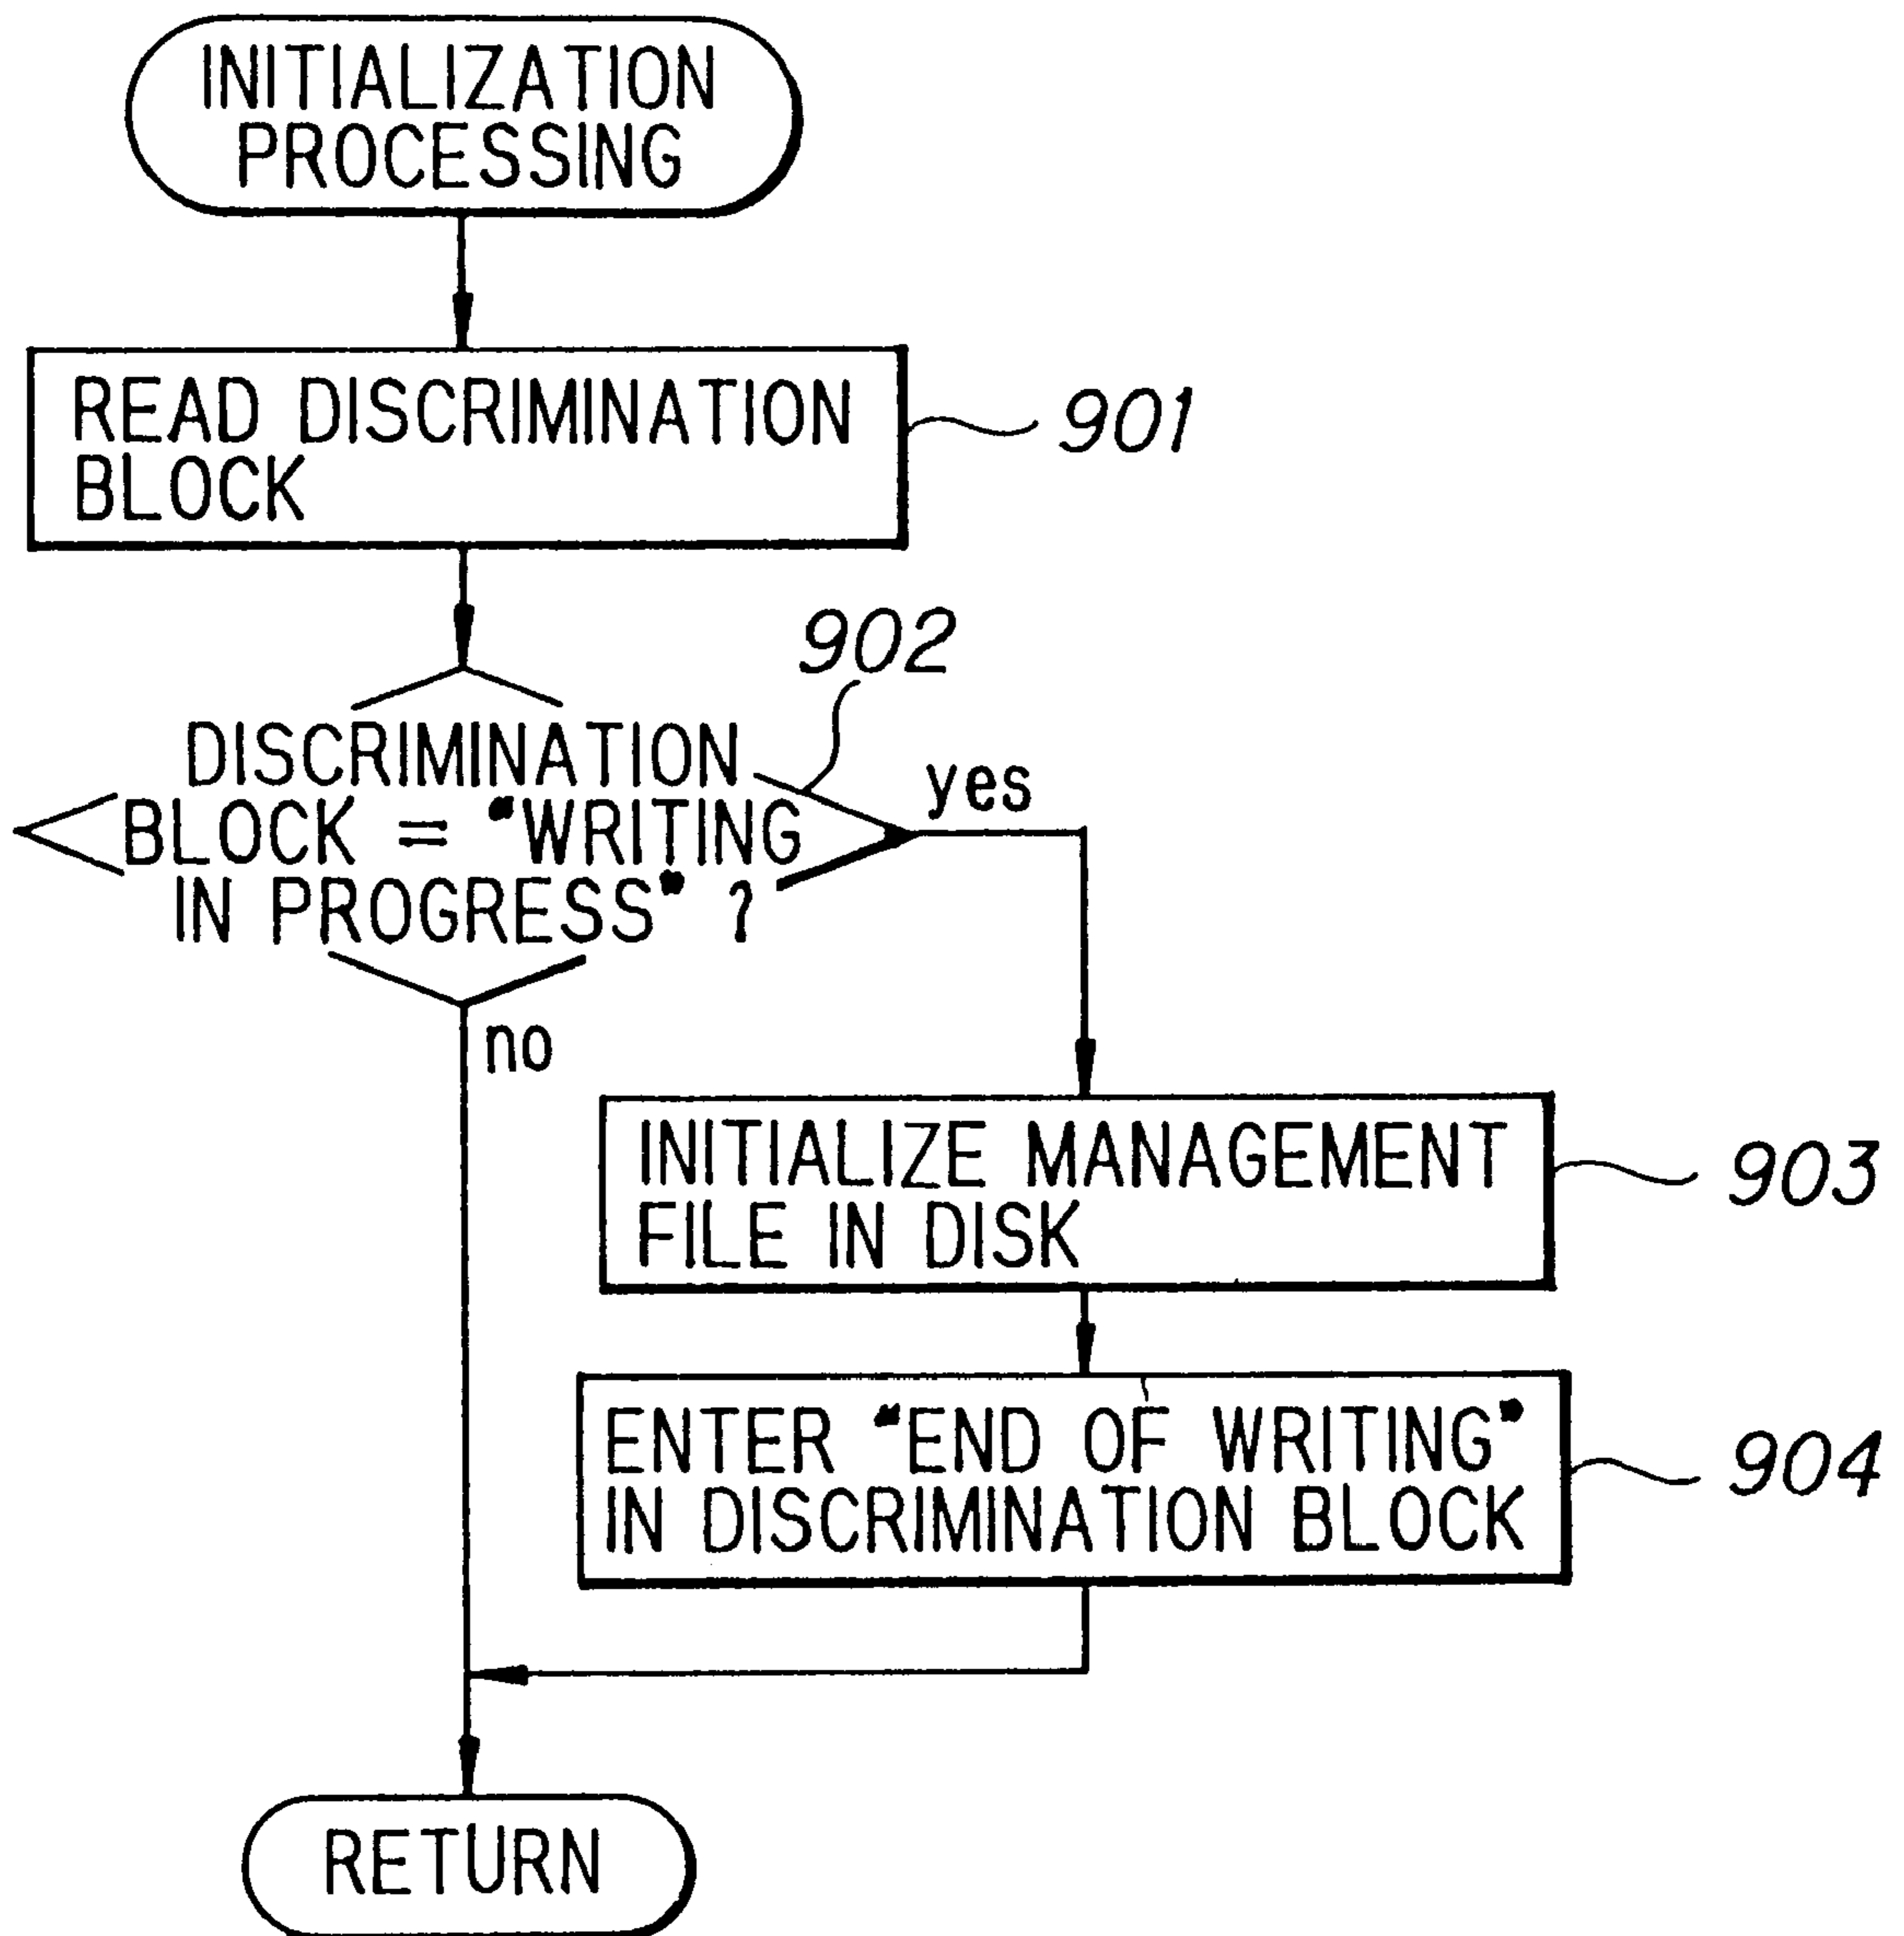 INITIALIZATION
PROCESSING
READ DISCRIMINATION
BLOCK
901
902
DISCRIMINATION
BLOCK = "WRITING
IN PROGRESS" ?
yes
no
INITIALIZE MANAGEMENT
FILE IN DISK
903
ENTER "END OF WRITING"
IN DISCRIMINATION BLOCK
904
RETURN